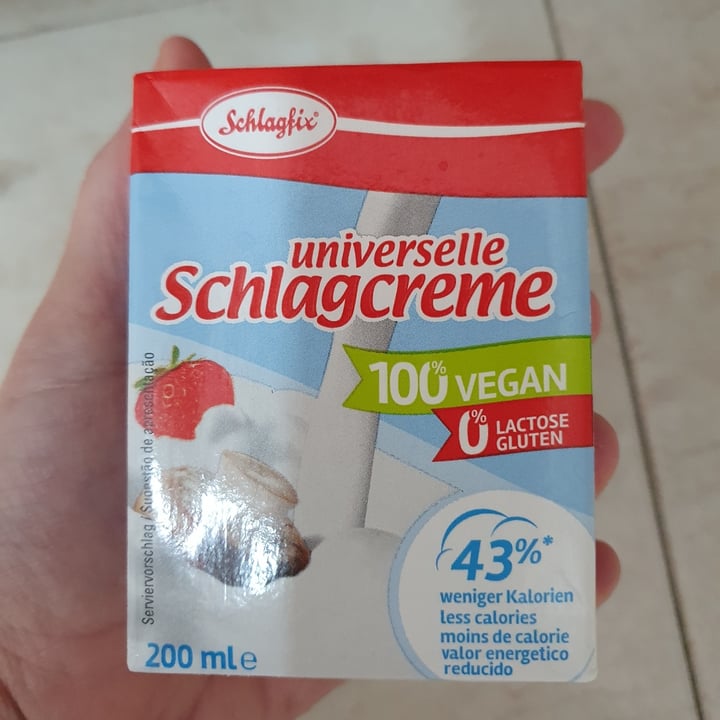 Schlagfix®
universelle
Schlagcreme
100% VEGAN
0% LACTOSE
GLUTEN
43%*
weniger Kalorien
less calories
moins de calorie
valor energetico
reducido
Serviervorschlag / Sugestão de apresentação
200 ml e